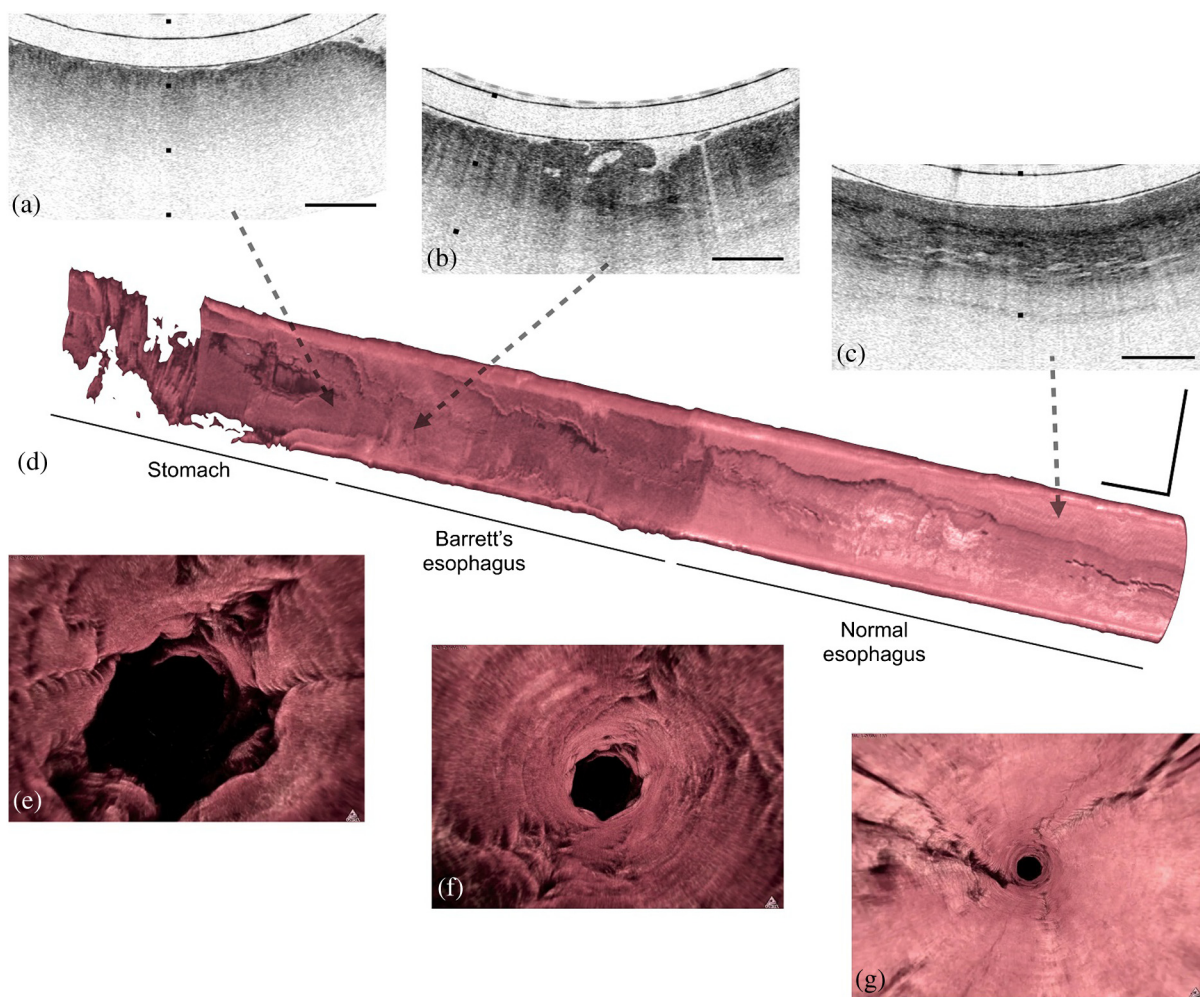 (a)
(b)
(c)
(d)
Stomach
Barrett's
esophagus
Normal
esophagus
(e)
(f)
(g)